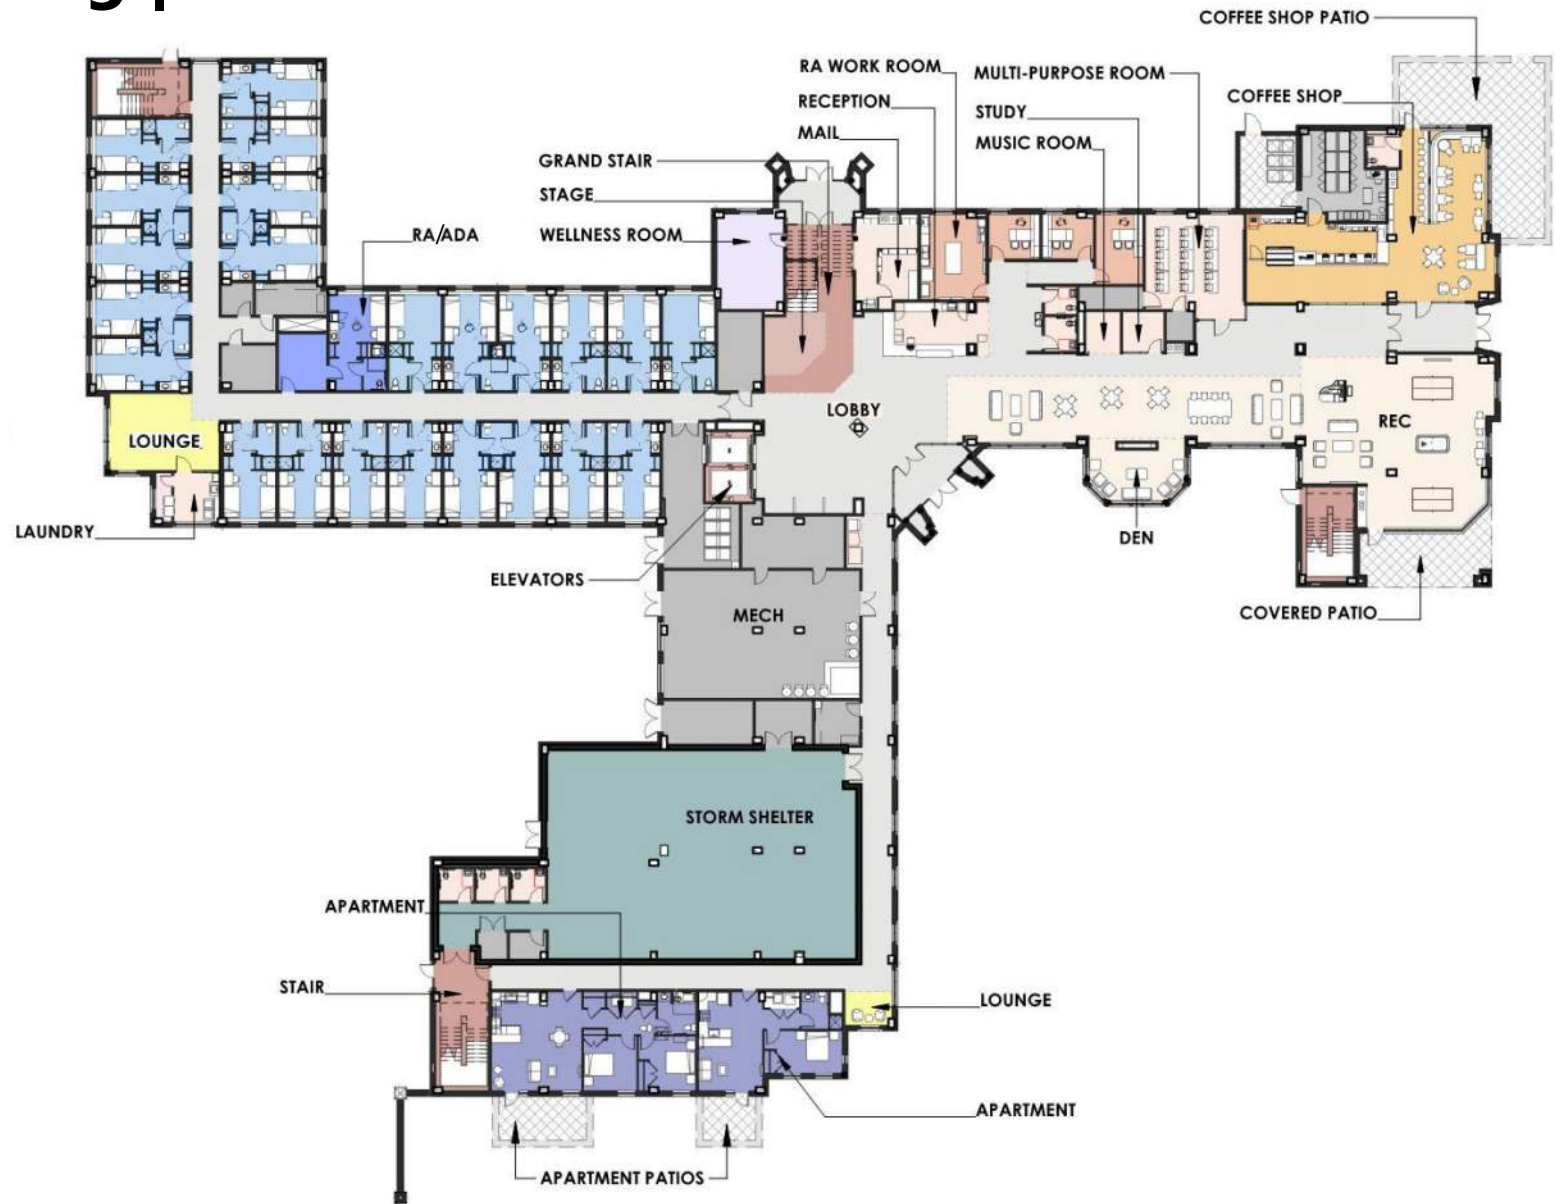 COFFEE SHOP PATIO
RA WORK ROOM
MULTI-PURPOSE ROOM
RECEPTION
COFFEE SHOP
STUDY
MAIL
MUSIC ROOM
GRAND STAIR
STAGE
RA/ADA
WELLNESS ROOM
LOBBY
REC
LOUNGE
LAUNDRY
DEN
ELEVATORS
MECH
COVERED PATIO
STORM SHELTER
APARTMENT
STAIR
LOUNGE
APARTMENT
APARTMENT PATIOS